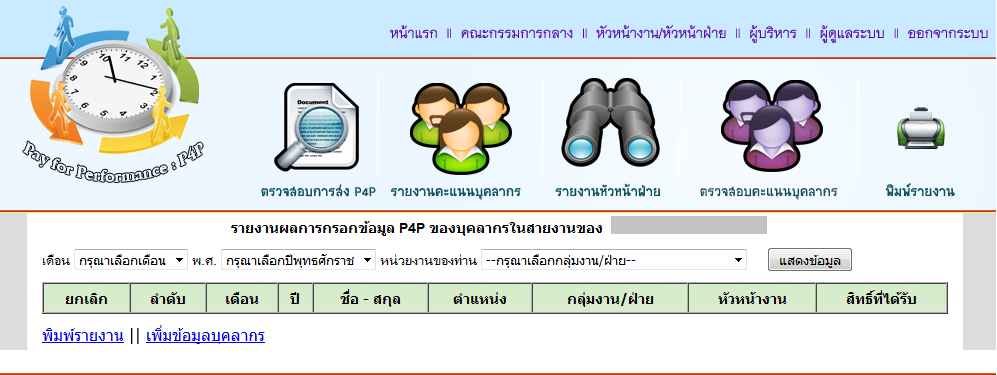 หน้าแรก || คณะกรรมการกลาง || หัวหน้างาน/หัวหน้าฝ่าย || ผู้บริหาร || ผู้ดูแลระบบ || ออกจากระบบ
Pay for Performance : P4P
Document
ตรวจสอบการส่ง P4P รายงานคะแนนบุคลากร รายงานหัวหน้าฝ่าย ตรวจสอบคะแนนบุคลากร พิมพ์รายงาน
รายงานผลการกรอกข้อมูล P4P ของบุคลากรในสายงานของ
เดือน กรุณาเลือกเดือน พ.ศ. กรุณาเลือกปีพุทธศักราช หน่วยงานของท่าน --กรุณาเลือกกลุ่มงาน/ฝ่าย-- แสดงข้อมูล
ยกเลิก ลำดับ เดือน ปี ชื่อ - สกุล ตำแหน่ง กลุ่มงาน/ฝ่าย หัวหน้างาน สิทธิ์ที่ได้รับ
พิมพ์รายงาน || เพิ่มข้อมูลบุคลากร